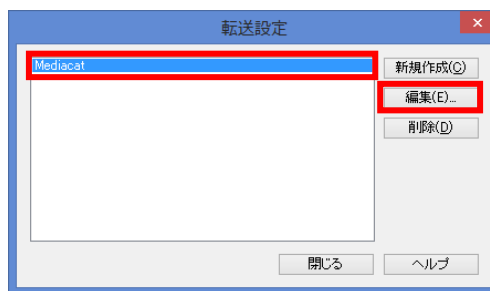 転送設定
Mediacat
新規作成(C)
編集(E)...
削除(D)
閉じる
ヘルプ